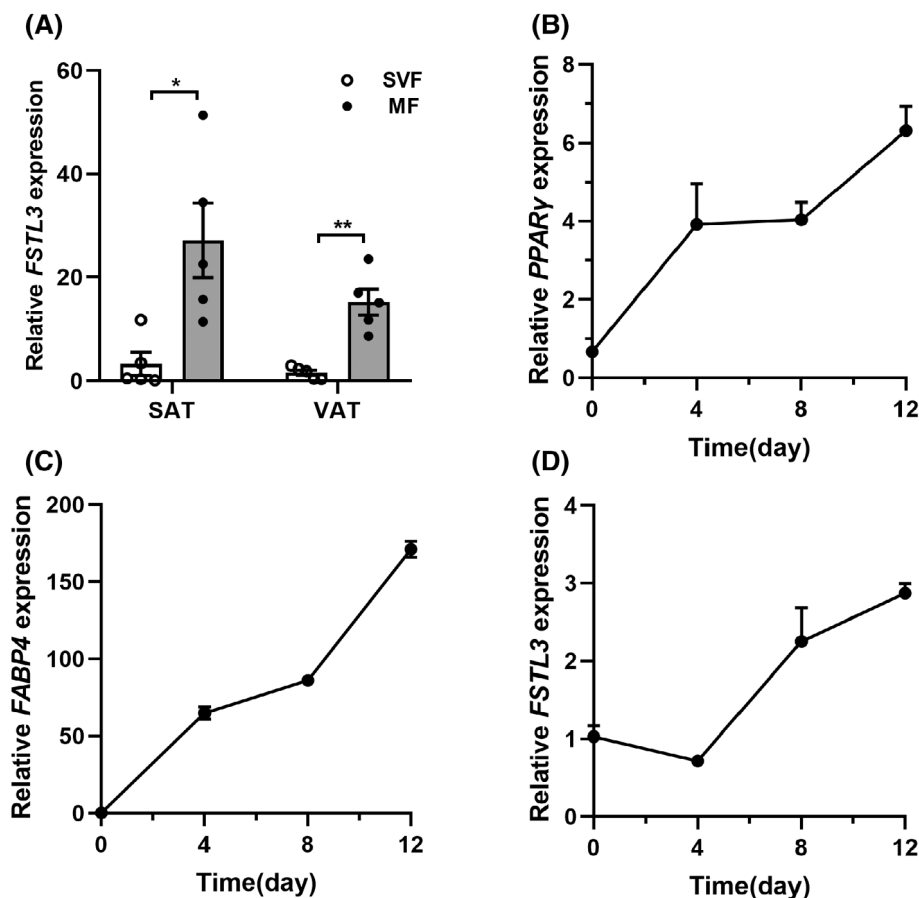 (A)
Relative FSTL3 expression
60
40
20
0
*
**
SVF
MF
SAT
VAT
(B)
Relative PPARγ expression
8
6
4
2
0
0
4
8
12
Time(day)
(C)
Relative FABP4 expression
200
150
100
50
0
0
4
8
12
Time(day)
(D)
Relative FSTL3 expression
4
3
2
1
0
0
4
8
12
Time(day)